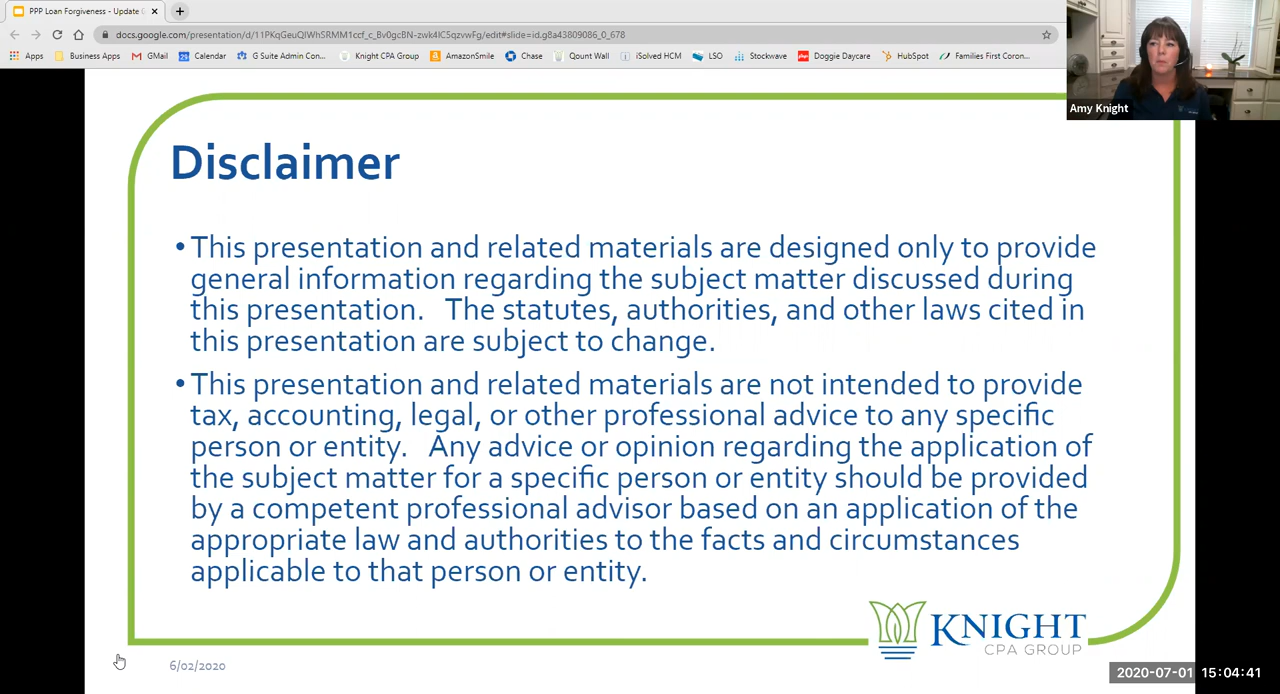 PPP Loan Forgiveness - Update
docs.google.com/presentation/d/11PKqGeuQIWhSRMM1ccf_c_Bv0gcBN-zwk4IC5qzvwFg/edit#slide=id.g8a43809086_0_678
Apps Business Apps GMail Calendar G Suite Admin Con... Knight CPA Group AmazonSmile Chase Qount Wall iSolved HCM LSO Stockwave Doggie Daycare HubSpot Families First Coron...
Amy Knight
Disclaimer
• This presentation and related materials are designed only to provide
general information regarding the subject matter discussed during
this presentation. The statutes, authorities, and other laws cited in
this presentation are subject to change.
• This presentation and related materials are not intended to provide
tax, accounting, legal, or other professional advice to any specific
person or entity. Any advice or opinion regarding the application of
the subject matter for a specific person or entity should be provided
by a competent professional advisor based on an application of the
appropriate law and authorities to the facts and circumstances
applicable to that person or entity.
KNIGHT
CPA GROUP
6/02/2020
2020-07-01 15:04:41